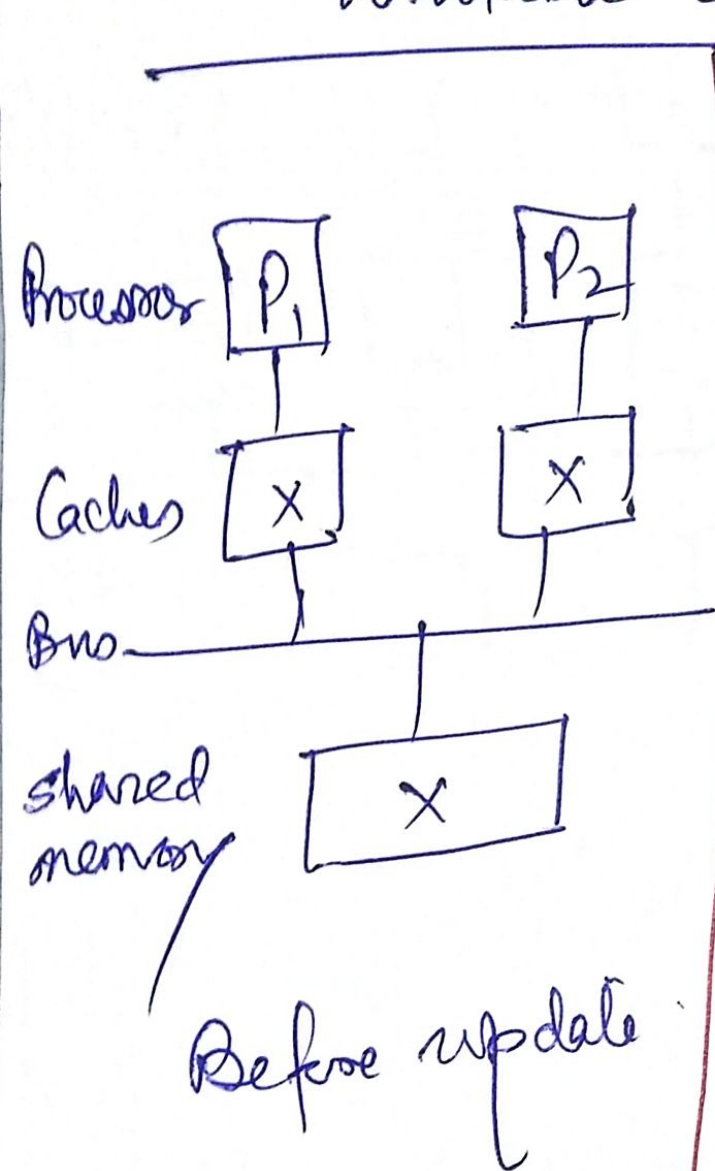 Processor P1 P2
Caches X X
Bus
shared
memory X
Before update